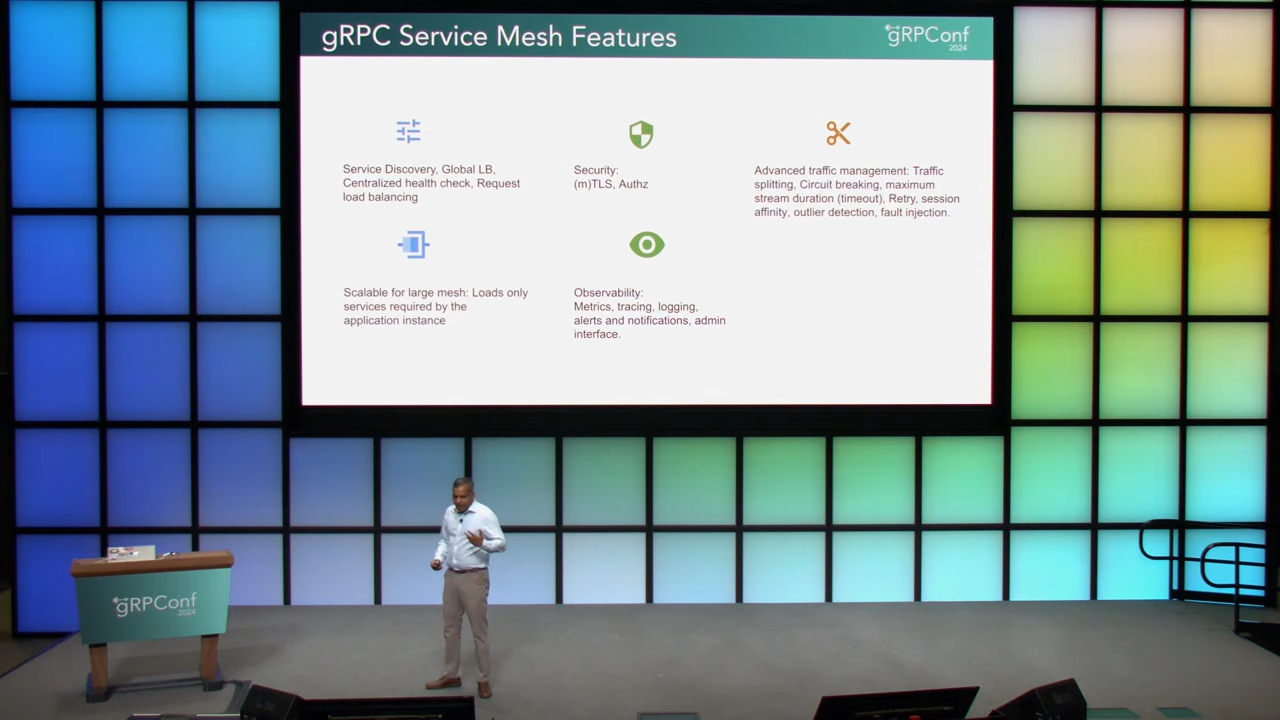 gRPC Service Mesh Features
gRPConf
2024
Service Discovery, Global LB,
Centralized health check, Request
load balancing
Security:
(m)TLS, Authz
Advanced traffic management: Traffic
splitting, Circuit breaking, maximum
stream duration (timeout), Retry, session
affinity, outlier detection, fault injection.
Scalable for large mesh: Loads only
services required by the
application instance
Observability:
Metrics, tracing, logging,
alerts and notifications, admin
interface.
gRPConf
2024